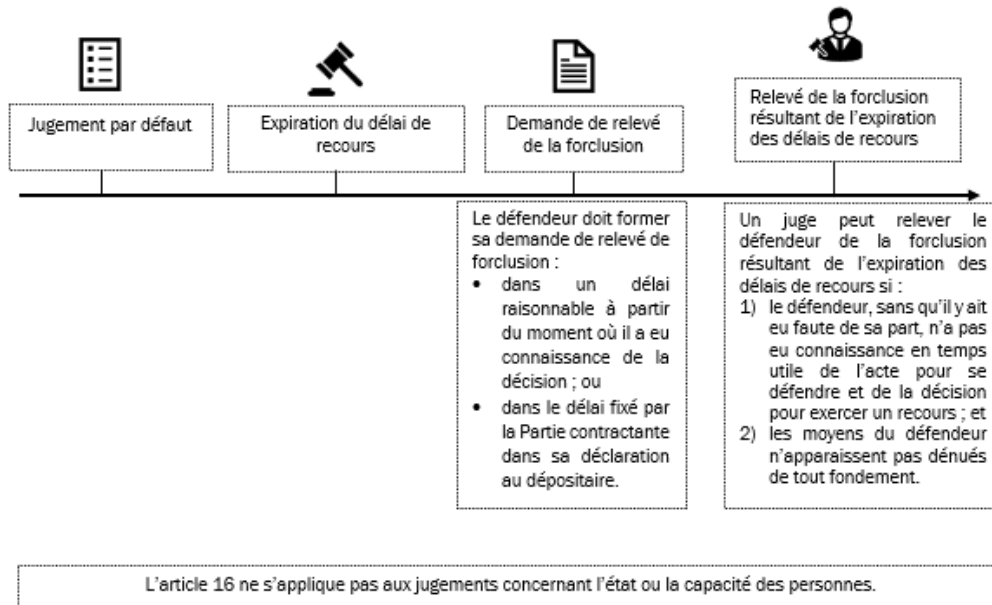 Jugement par défaut
Expiration du délai de
recours
Demande de relevé
de la forclusion
Relevé de la forclusion
résultant de l'expiration
des délais de recours
Le défendeur doit former
sa demande de relevé de
forclusion :
• dans un délai
raisonnable à partir
du moment où il a eu
connaissance de la
décision ; ou
• dans le délai fixé par
la Partie contractante
dans sa déclaration
au dépositaire.
Un juge peut relever le
défendeur de la forclusion
résultant de l'expiration des
délais de recours si :
1) le défendeur, sans qu'il y ait
eu faute de sa part, n'a pas
eu connaissance en temps
utile de l'acte pour se
défendre et de la décision
pour exercer un recours ; et
2) les moyens du défendeur
n'apparaissent pas dénués
de tout fondement.
L'article 16 ne s'applique pas aux jugements concernant l'état ou la capacité des personnes.